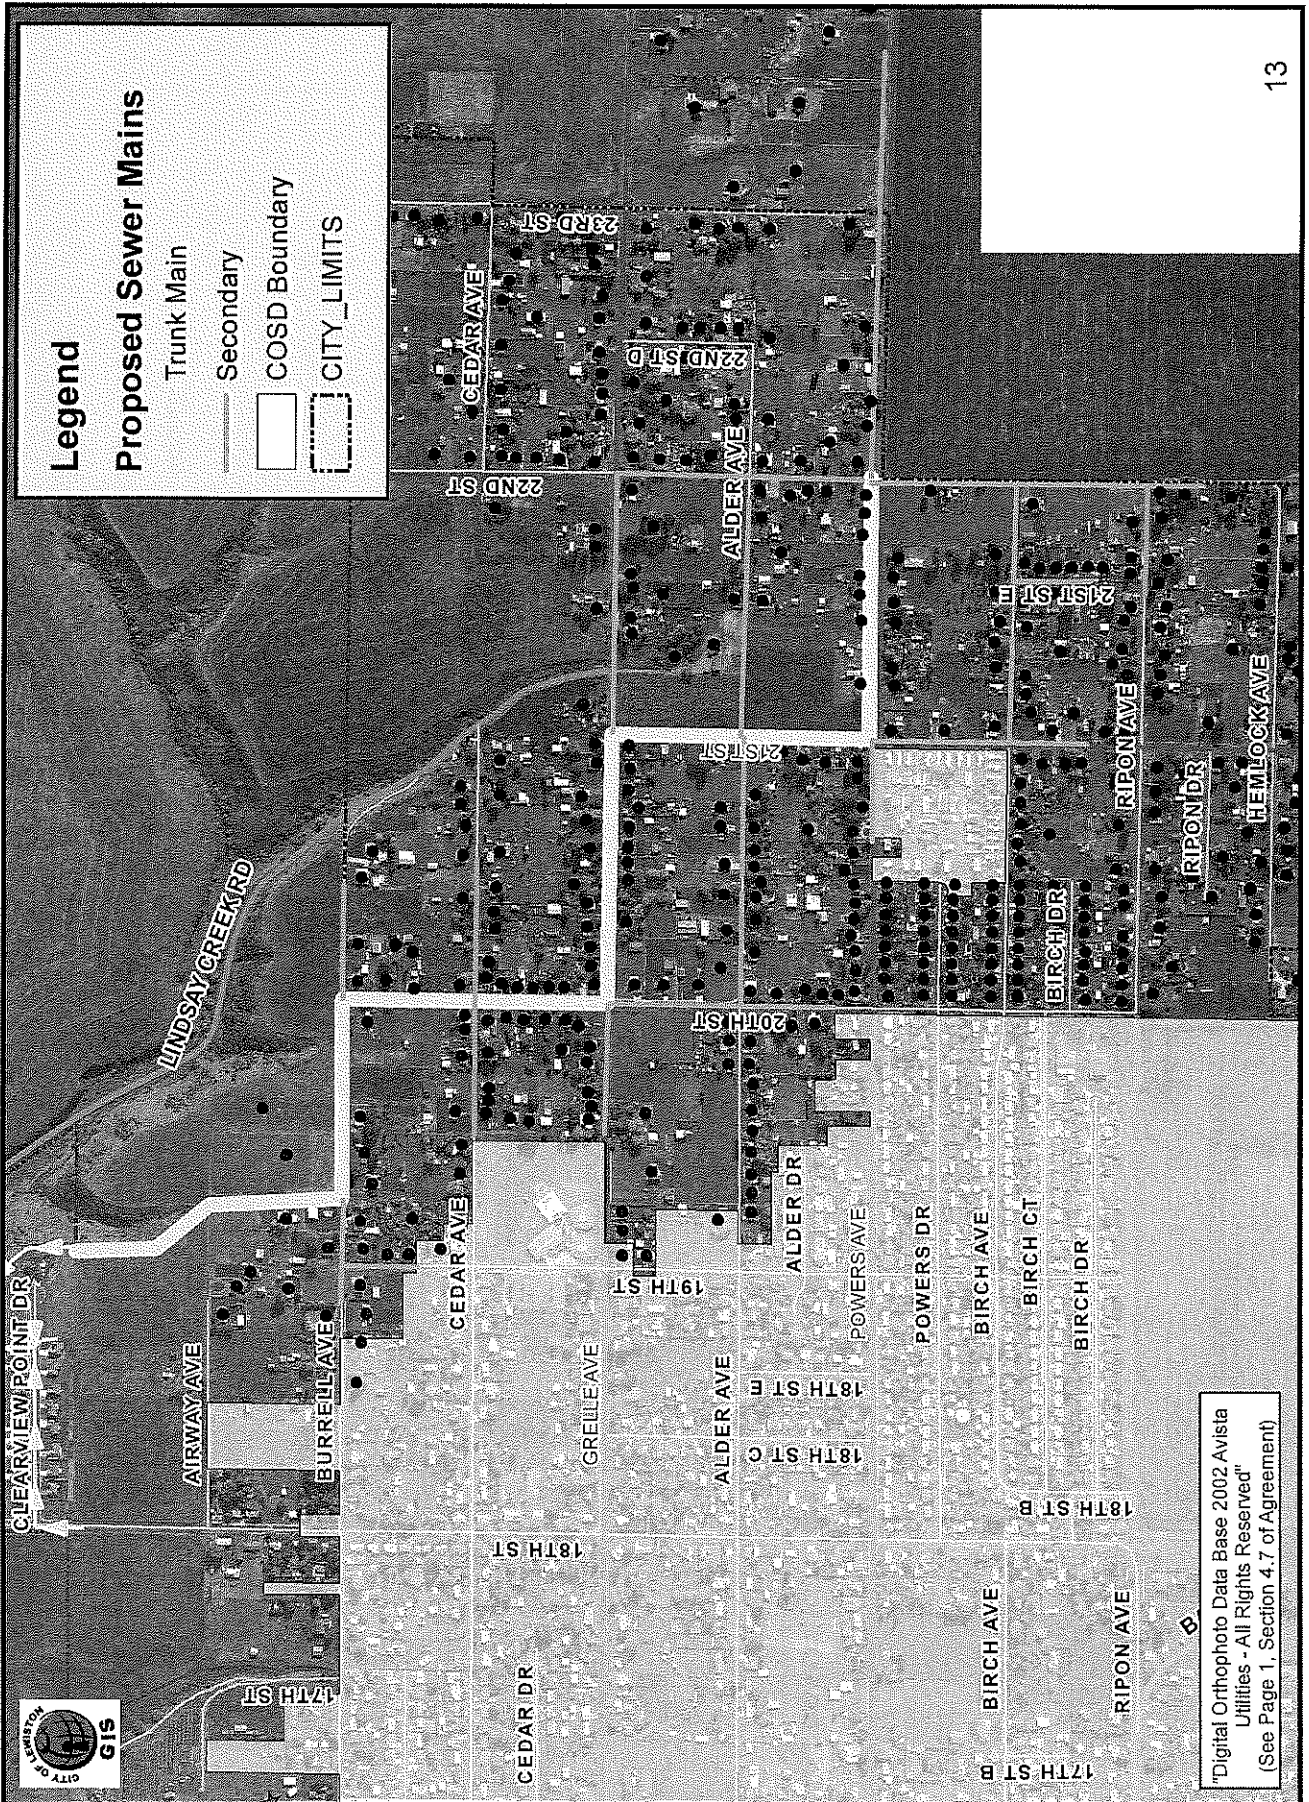 Legend
Proposed Sewer Mains
Trunk Main
Secondary
COSD Boundary
CITY_LIMITS
CITY OF LEWISTON
GIS
CLEARVIEW POINT DR
LINDSAY CREEK RD
AIRWAY AVE
BURRELL AVE
17TH ST
18TH ST
CEDAR AVE
CEDAR AVE
CEDAR DR
22ND ST
23RD ST
GRELLE AVE
19TH ST
20TH ST
21ST ST
22ND ST D
ALDER AVE
ALDER AVE
ALDER DR
18TH ST E
18TH ST C
POWERS AVE
POWERS DR
BIRCH AVE
BIRCH AVE
BIRCH CT
BIRCH DR
BIRCH DR
21ST ST E
18TH ST B
17TH ST B
RIPON AVE
RIPON AVE
RIPON DR
HEMLOCK AVE
"Digital Orthophoto Data Base 2002 Avista
Utilities - All Rights Reserved"
(See Page 1, Section 4.7 of Agreement)
13